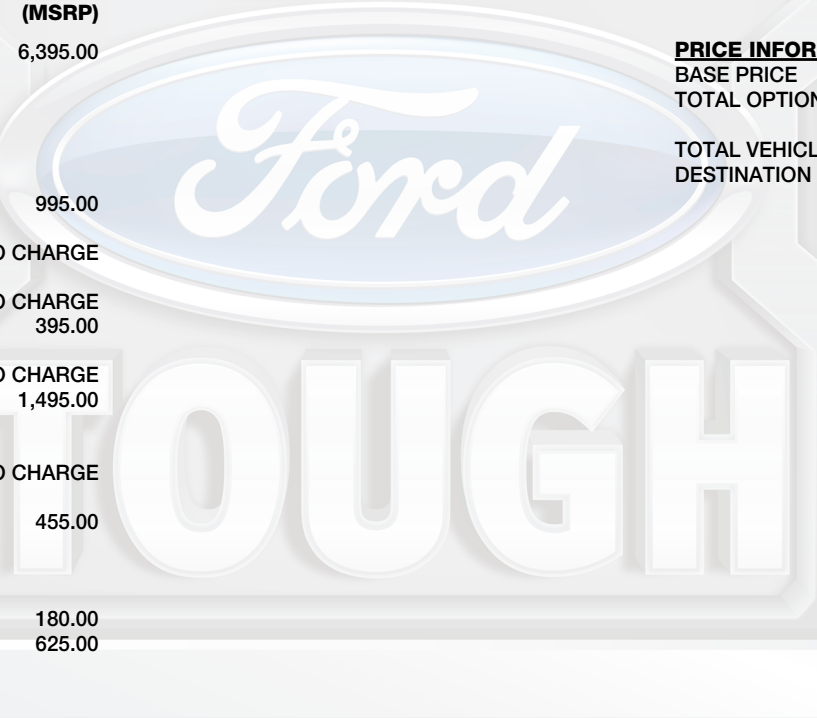 (MSRP)
6,395.00
995.00
CHARGE
CHARGE
395.00
CHARGE
1,495.00
CHARGE
455.00
180.00
625.00
PRICE INFOR
BASE PRICE
TOTAL OPTION
TOTAL VEHICL
DESTINATION
Ford
TOUGH